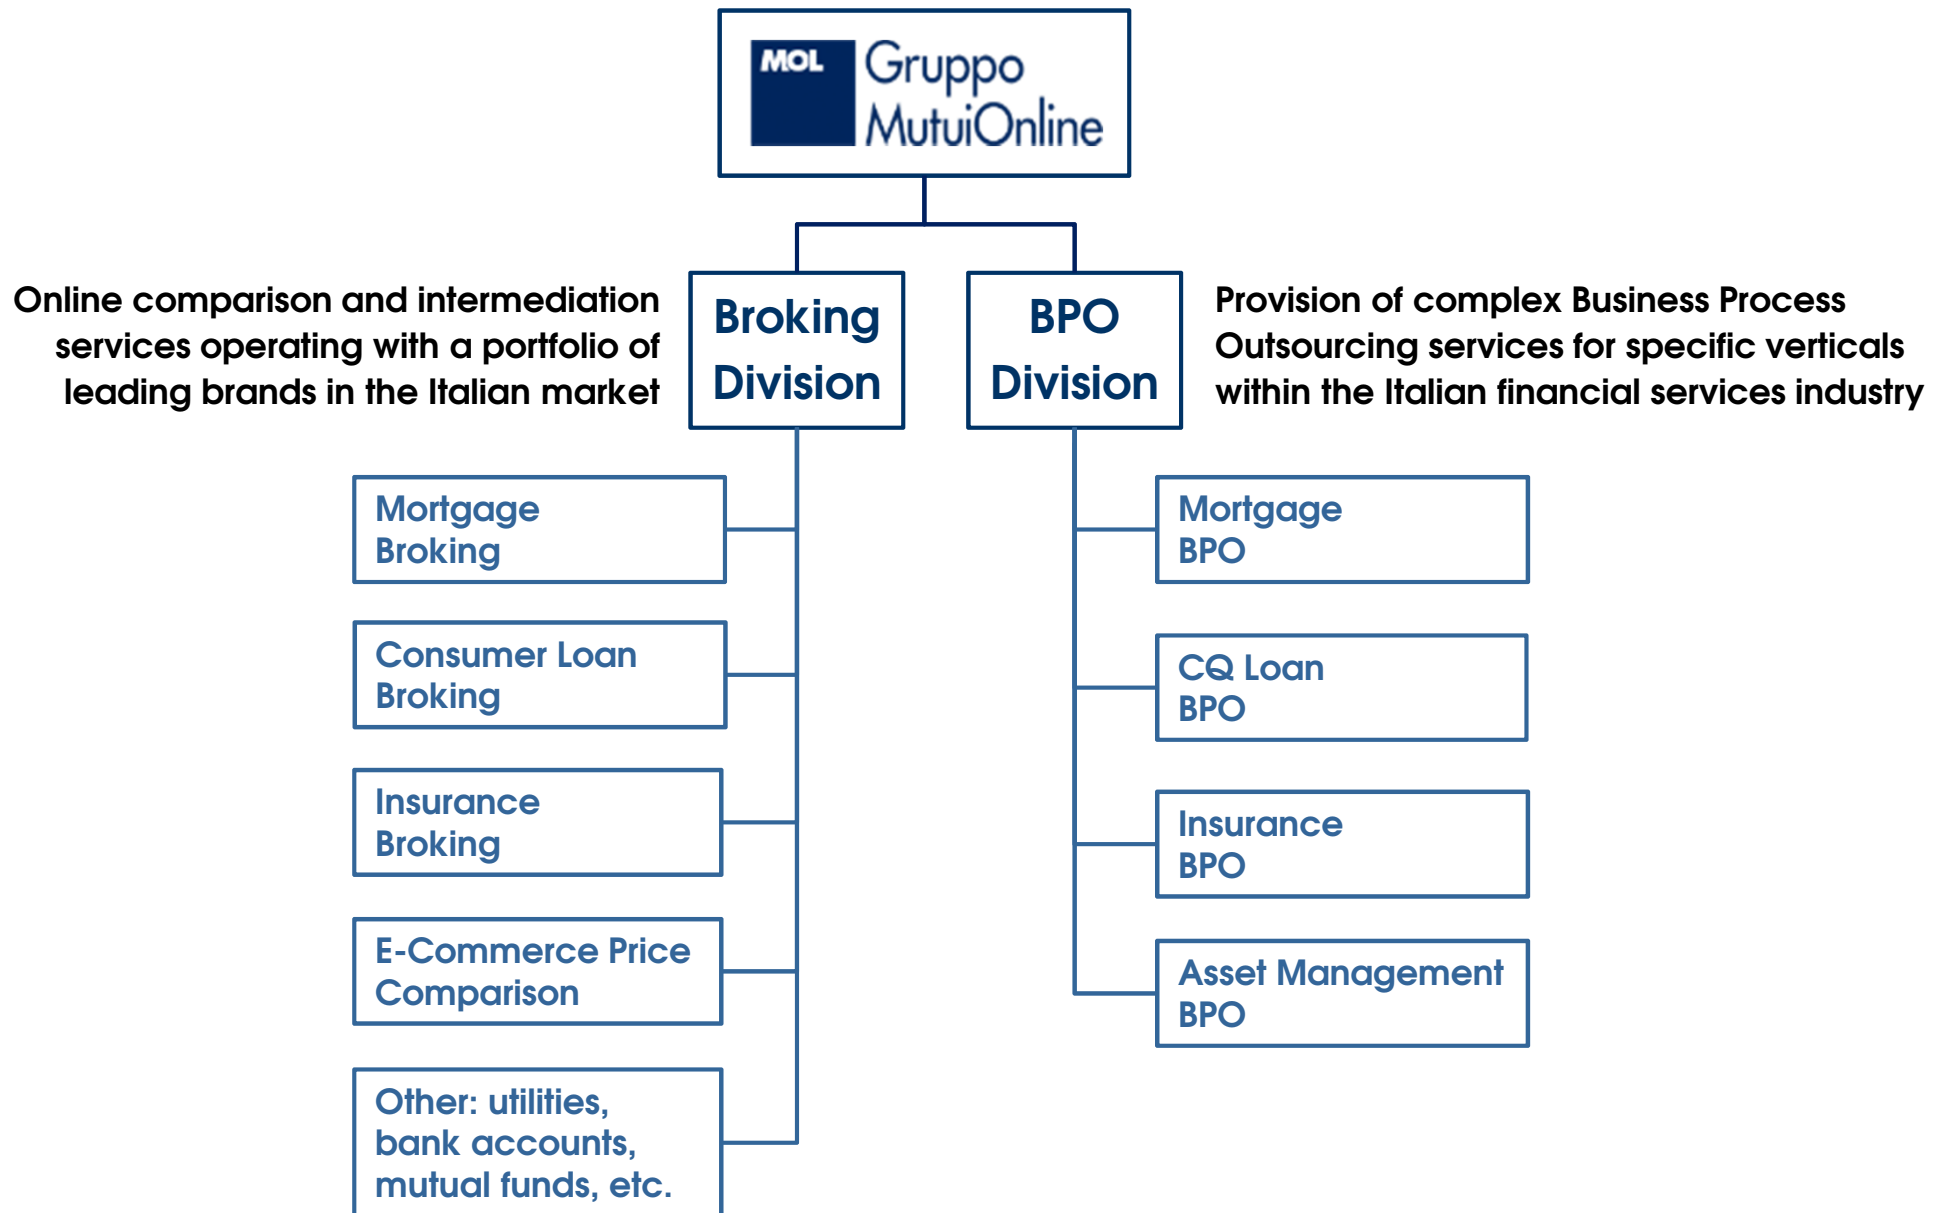 MOL
Gruppo
MutuiOnline
Online comparison and intermediation
services operating with a portfolio of
leading brands in the Italian market
Broking
Division
BPO
Division
Provision of complex Business Process
Outsourcing services for specific verticals
within the Italian financial services industry
Mortgage
Broking
Consumer Loan
Broking
Insurance
Broking
E-Commerce Price
Comparison
Other: utilities,
bank accounts,
mutual funds, etc.
Mortgage
BPO
CQ Loan
BPO
Insurance
BPO
Asset Management
BPO